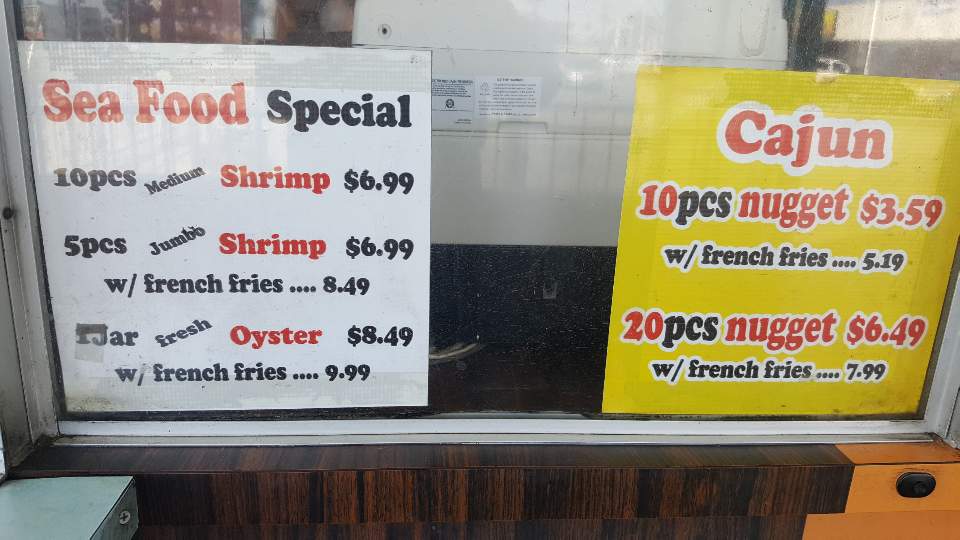 Sea Food Special
10pcs Medium Shrimp $6.99
5pcs Jumbo Shrimp $6.99
w/ french fries .... 8.49
1Jar fresh Oyster $8.49
w/ french fries .... 9.99
Cajun
10pcs nugget $3.59
w/ french fries .... 5.19
20pcs nugget $6.49
w/ french fries .... 7.99